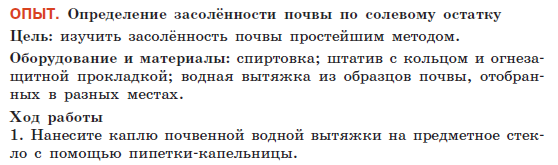 ОПЫТ. Определение засолённости почвы по солевому остатку
Цель: изучить засолённость почвы простейшим методом.
Оборудование и материалы: спиртовка; штатив с кольцом и огнеза-
щитной прокладкой; водная вытяжка из образцов почвы, отобран-
ных в разных местах.
Ход работы
1. Нанесите каплю почвенной водной вытяжки на предметное стек-
ло с помощью пипетки-капельницы.